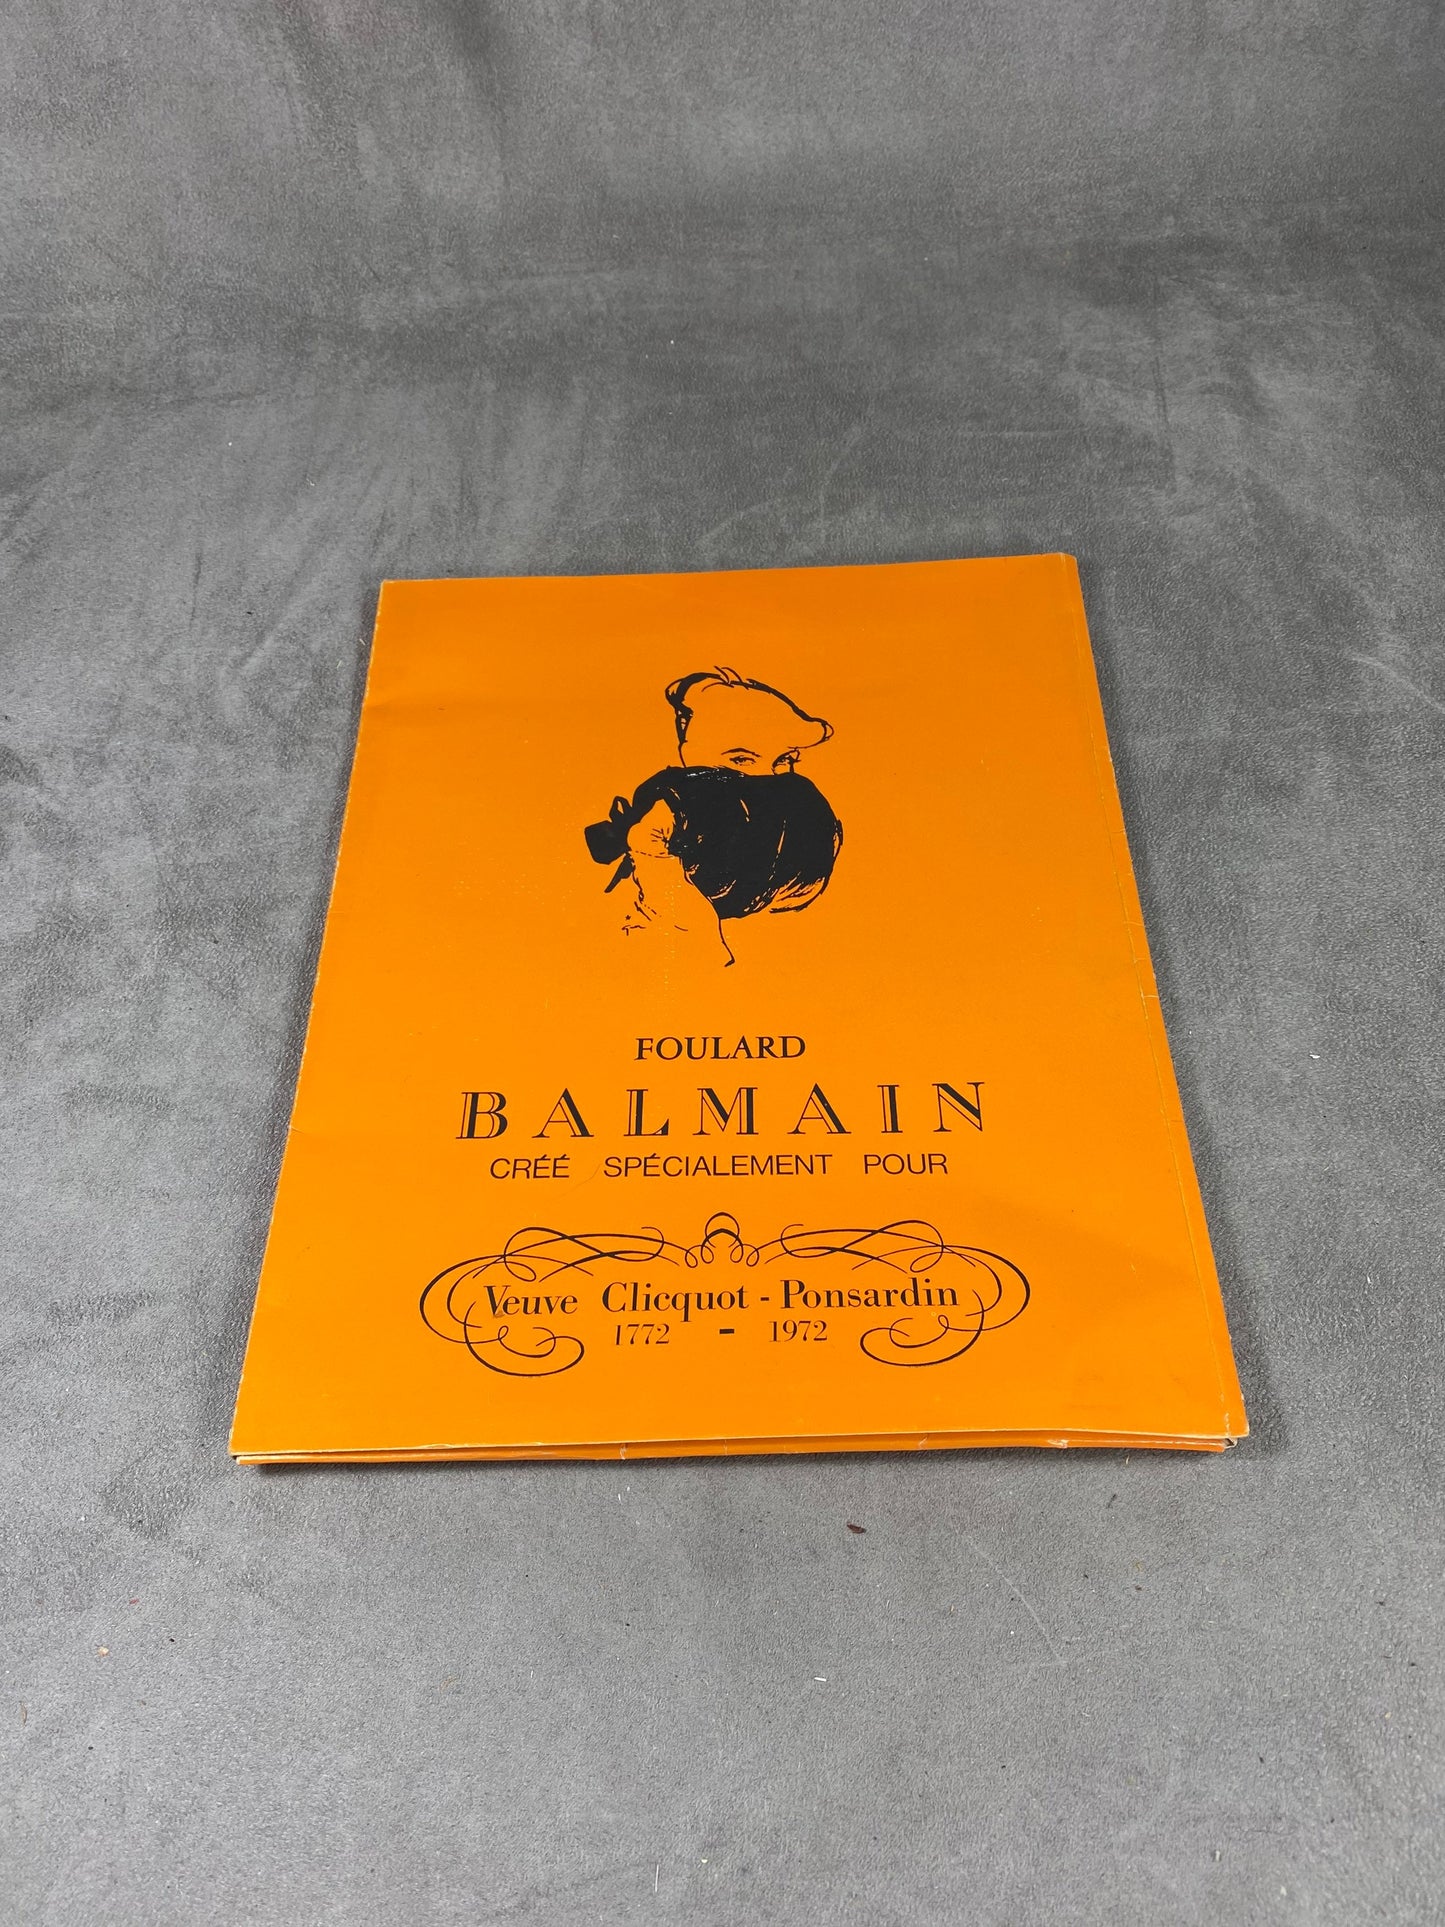 FOULARD
BALMAIN
CRÉÉ SPÉCIALEMENT POUR
Veuve Clicquot - Ponsardin
1772 - 1972